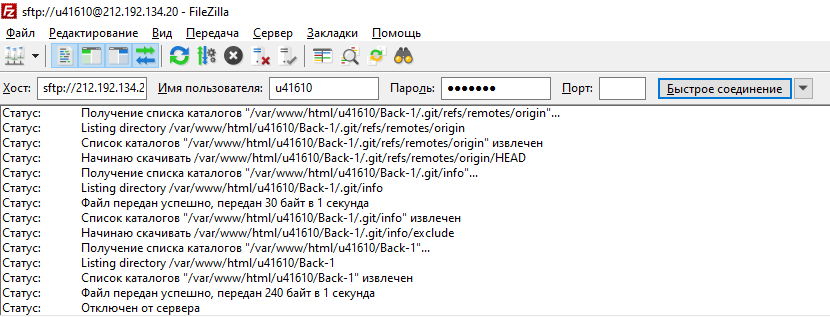 sftp://u41610@212.192.134.20 - FileZilla
Файл Редактирование Вид Передача Сервер Закладки Помощь
Хост: sftp://212.192.134.2 Имя пользователя: u41610 Пароль: ●●●●●●● Порт: Быстрое соединение
Статус: Получение списка каталогов "/var/www/html/u41610/Back-1/.git/refs/remotes/origin"...
Статус: Listing directory /var/www/html/u41610/Back-1/.git/refs/remotes/origin
Статус: Список каталогов "/var/www/html/u41610/Back-1/.git/refs/remotes/origin" извлечен
Статус: Начинаю скачивать /var/www/html/u41610/Back-1/.git/refs/remotes/origin/HEAD
Статус: Получение списка каталогов "/var/www/html/u41610/Back-1/.git/info"...
Статус: Listing directory /var/www/html/u41610/Back-1/.git/info
Статус: Файл передан успешно, передан 30 байт в 1 секунда
Статус: Список каталогов "/var/www/html/u41610/Back-1/.git/info" извлечен
Статус: Начинаю скачивать /var/www/html/u41610/Back-1/.git/info/exclude
Статус: Получение списка каталогов "/var/www/html/u41610/Back-1"...
Статус: Listing directory /var/www/html/u41610/Back-1
Статус: Список каталогов "/var/www/html/u41610/Back-1" извлечен
Статус: Файл передан успешно, передан 240 байт в 1 секунда
Статус: Отключен от сервера